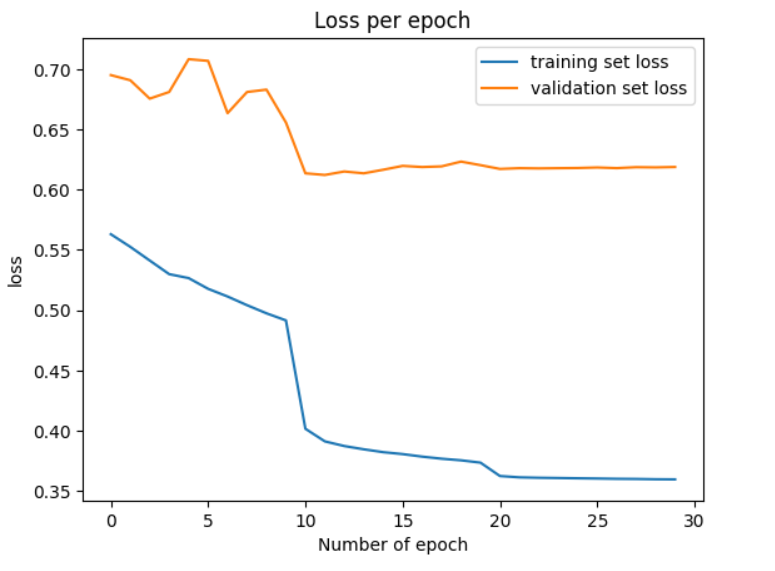 Loss per epoch
training set loss
validation set loss
0.70
0.65
0.60
0.55
0.50
0.45
0.40
0.35
loss
0 5 10 15 20 25 30
Number of epoch